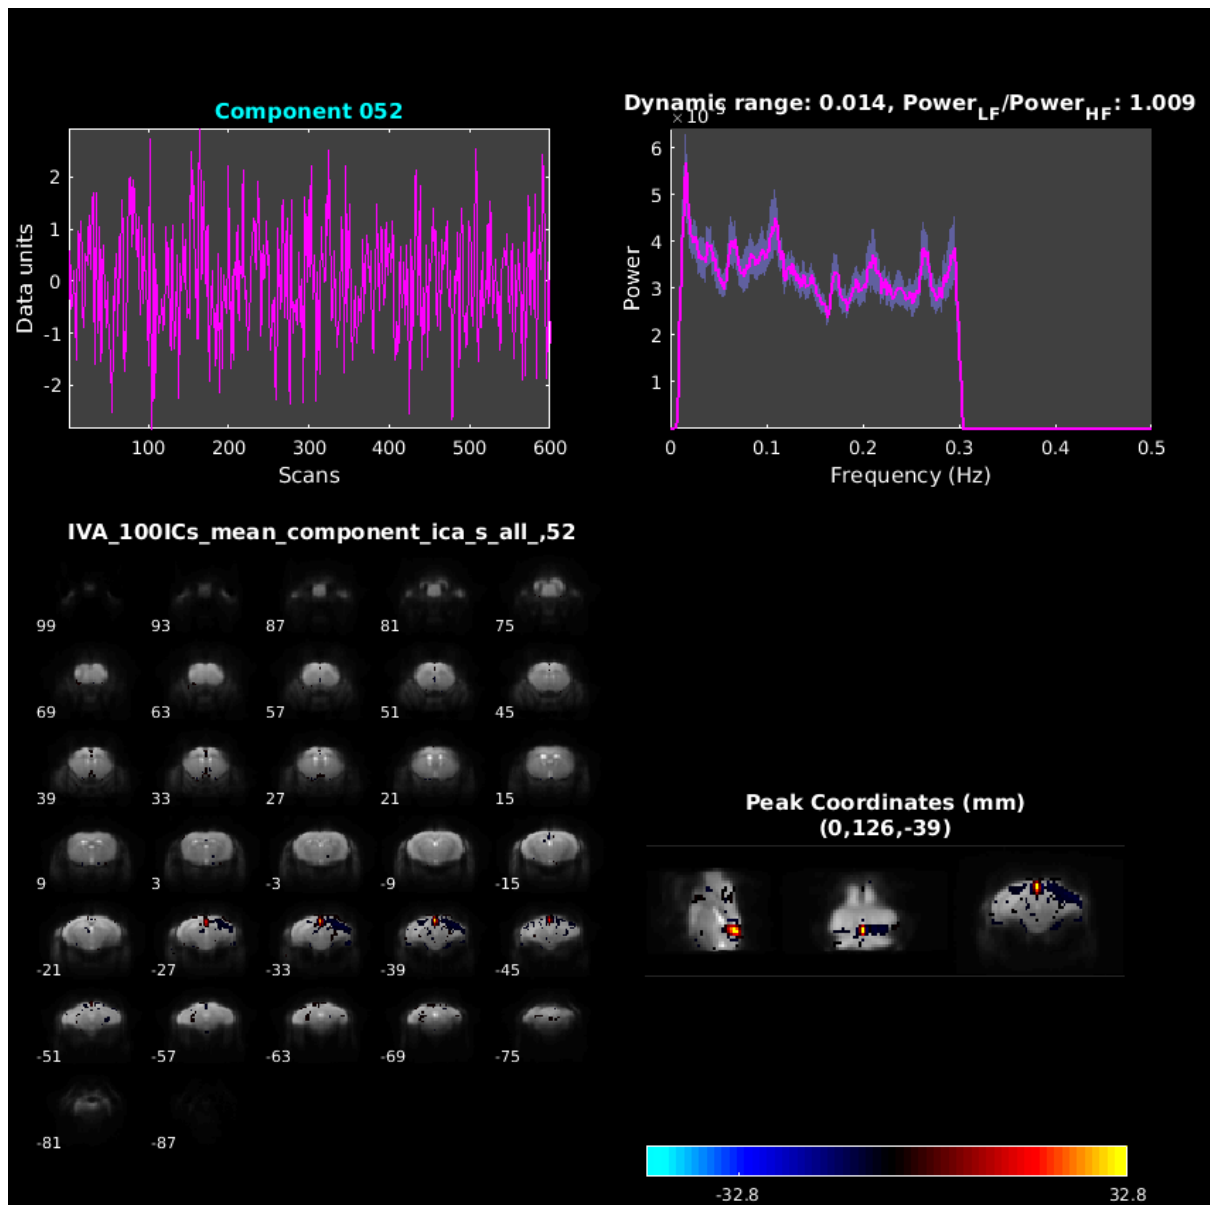 Component 052
Data units
2
1
0
-1
-2
100 200 300 400 500 600
Scans
Dynamic range: 0.014, Power_LF/Power_HF: 1.009
Power
6
5
4
3
2
1
0 0.1 0.2 0.3 0.4 0.5
Frequency (Hz)
IVA_100ICs_mean_component_ica_s_all_,52
99 93 87 81 75
69 63 57 51 45
39 33 27 21 15
9 3 -3 -9 -15
-21 -27 -33 -39 -45
-51 -57 -63 -69 -75
-81 -87
Peak Coordinates (mm)
(0,126,-39)
-32.8 32.8